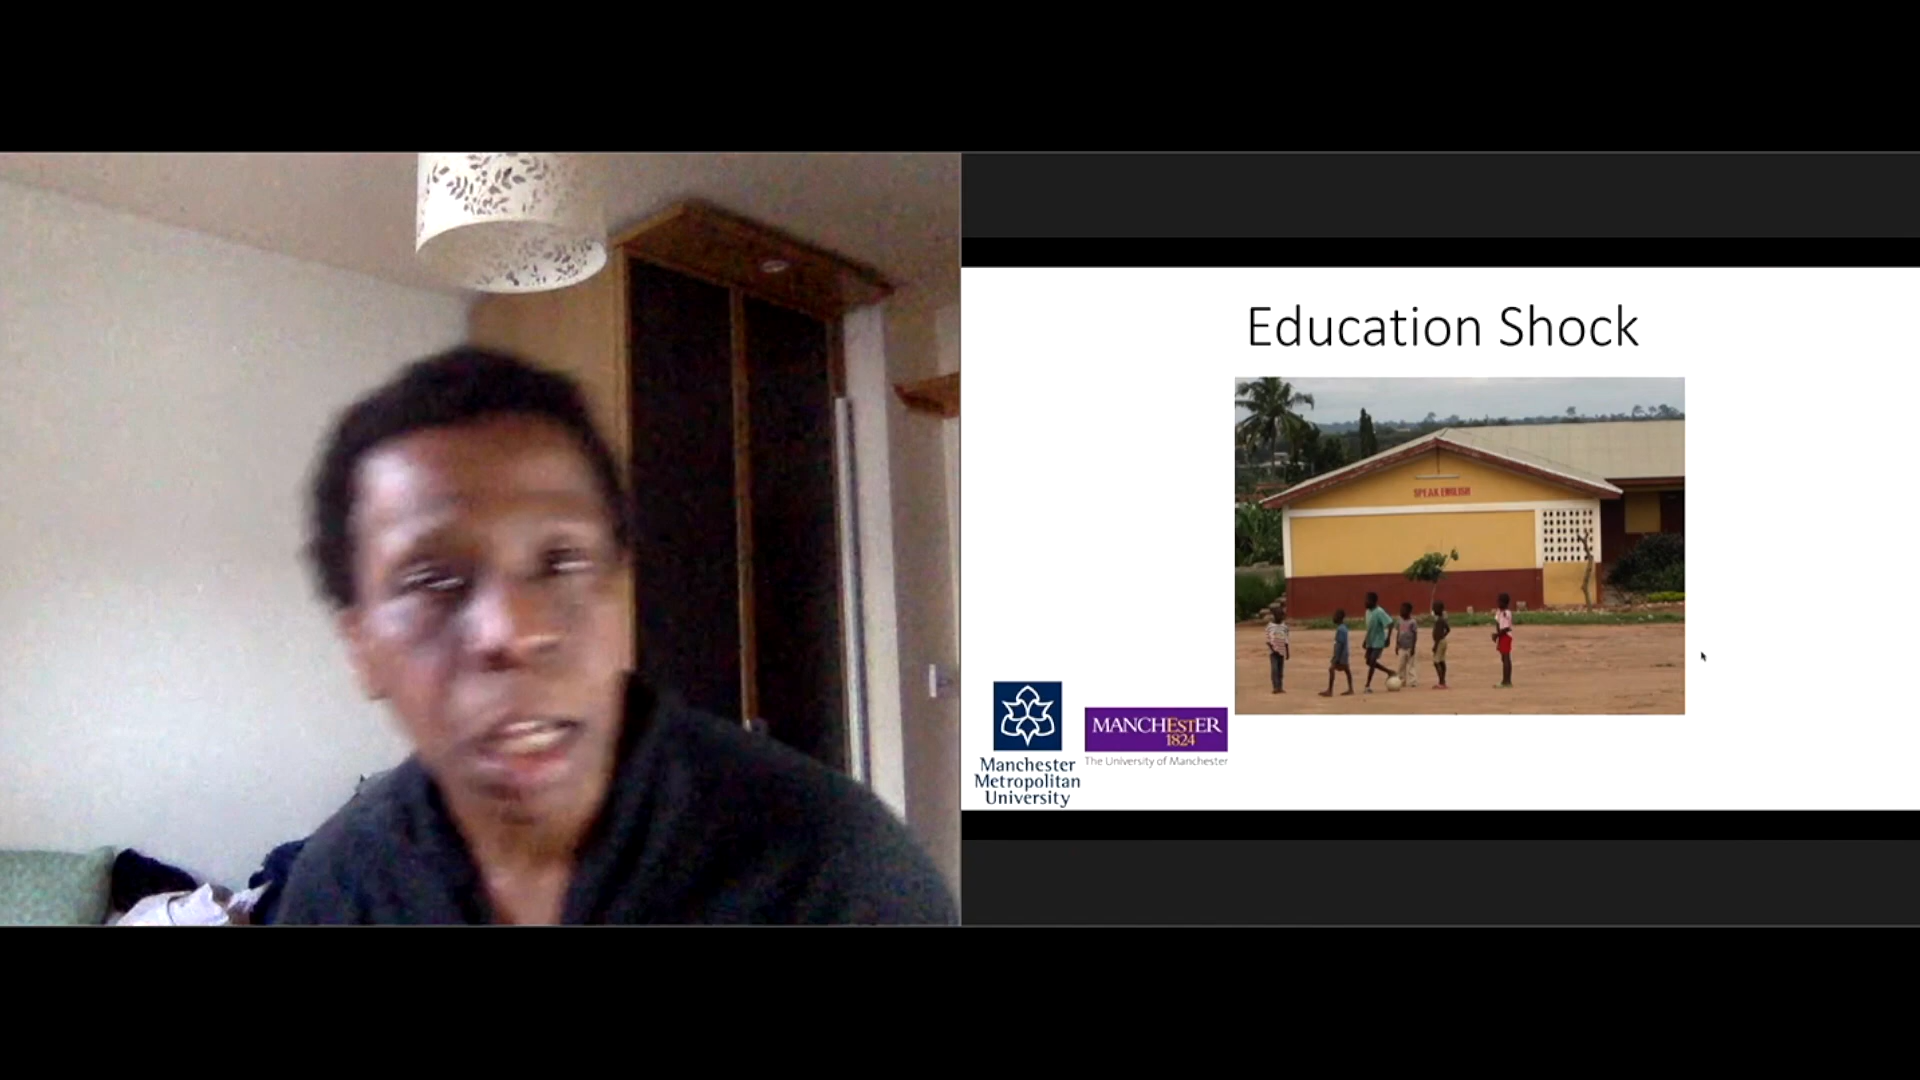 Education Shock
SPEAK ENGLISH
Manchester
Metropolitan
University
MANCHESTER
1824
The University of Manchester